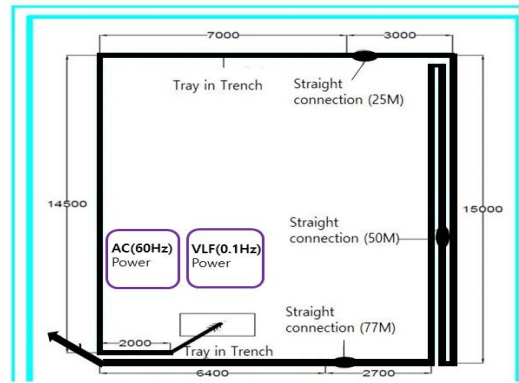 7000
3000
Tray in Trench
Straight
connection (25M)
14500
15000
Straight
connection (50M)
AC(60Hz)
Power
VLF(0.1Hz)
Power
Straight
connection (77M)
2000
Tray in Trench
6400
2700